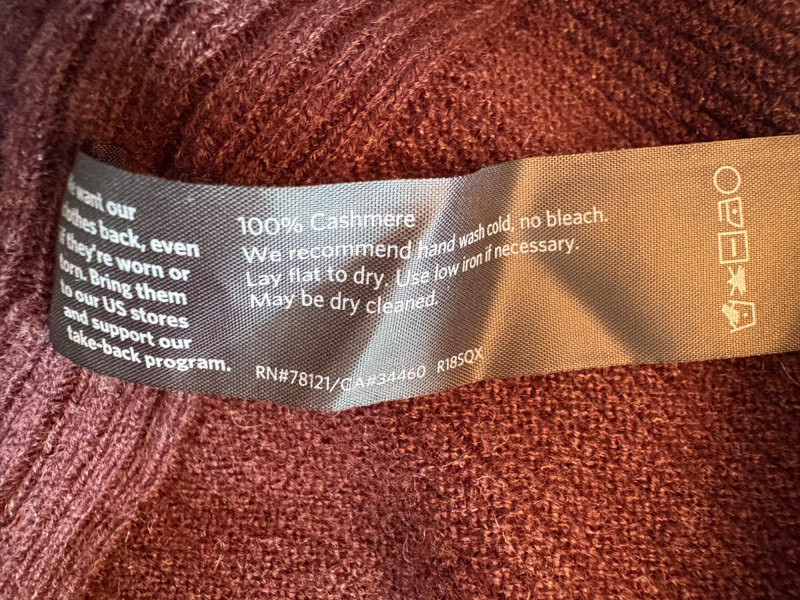 want our
clothes back, even
if they're worn or
torn. Bring them
to our US stores
and support our
take-back program.
100% Cashmere
We recommend hand wash cold, no bleach.
Lay flat to dry. Use low iron if necessary.
May be dry cleaned.
RN#78121/CA#34460 R18SQX